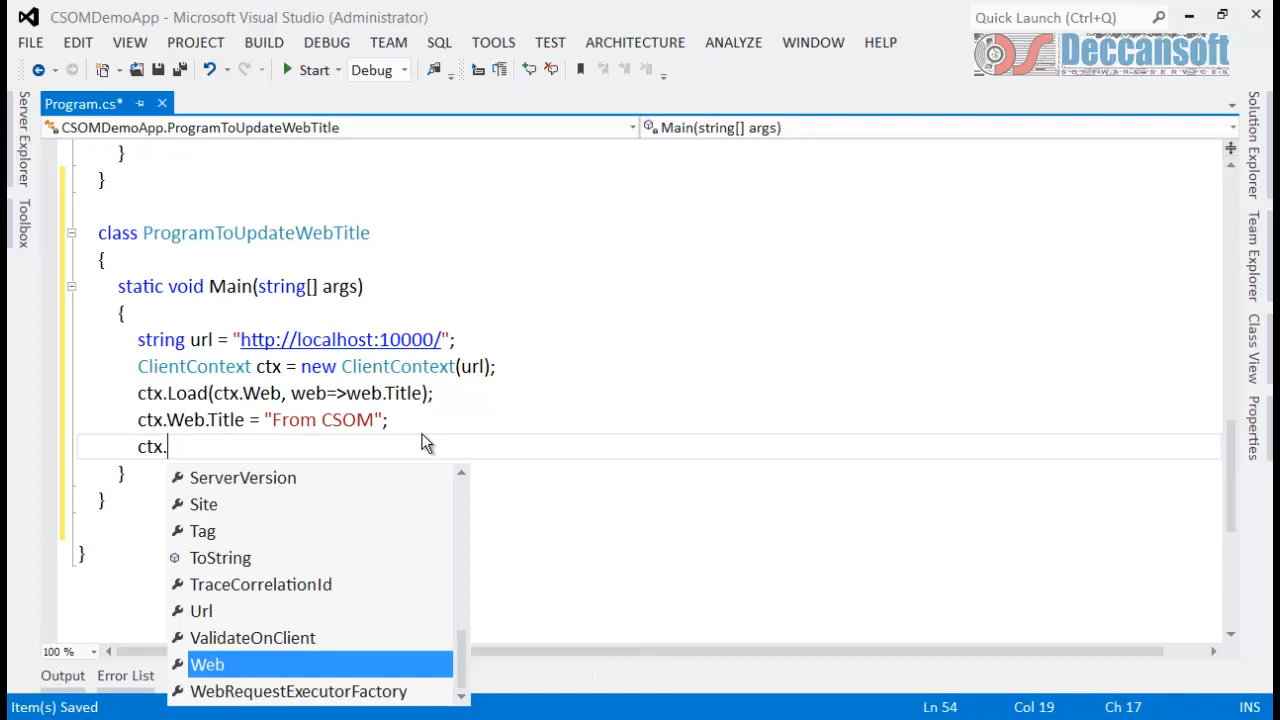 CSOMDemoApp - Microsoft Visual Studio (Administrator)
Quick Launch (Ctrl+Q)
FILE EDIT VIEW PROJECT BUILD DEBUG TEAM SQL TOOLS TEST ARCHITECTURE ANALYZE WINDOW HELP
Deccansoft
SOFTWARE SERVICES
Start Debug
Program.cs*
CSOMDemoApp.ProgramToUpdateWebTitle Main(string[] args)
Server Explorer
Toolbox
Solution Explorer
Team Explorer
Class View
Properties
}
}
class ProgramToUpdateWebTitle
{
static void Main(string[] args)
{
string url = "http://localhost:10000/";
ClientContext ctx = new ClientContext(url);
ctx.Load(ctx.Web, web=>web.Title);
ctx.Web.Title = "From CSOM";
ctx.
}
}
}
ServerVersion
Site
Tag
ToString
TraceCorrelationId
Url
ValidateOnClient
Web
WebRequestExecutorFactory
100 %
Output Error List
Item(s) Saved Ln 54 Col 19 Ch 17 INS